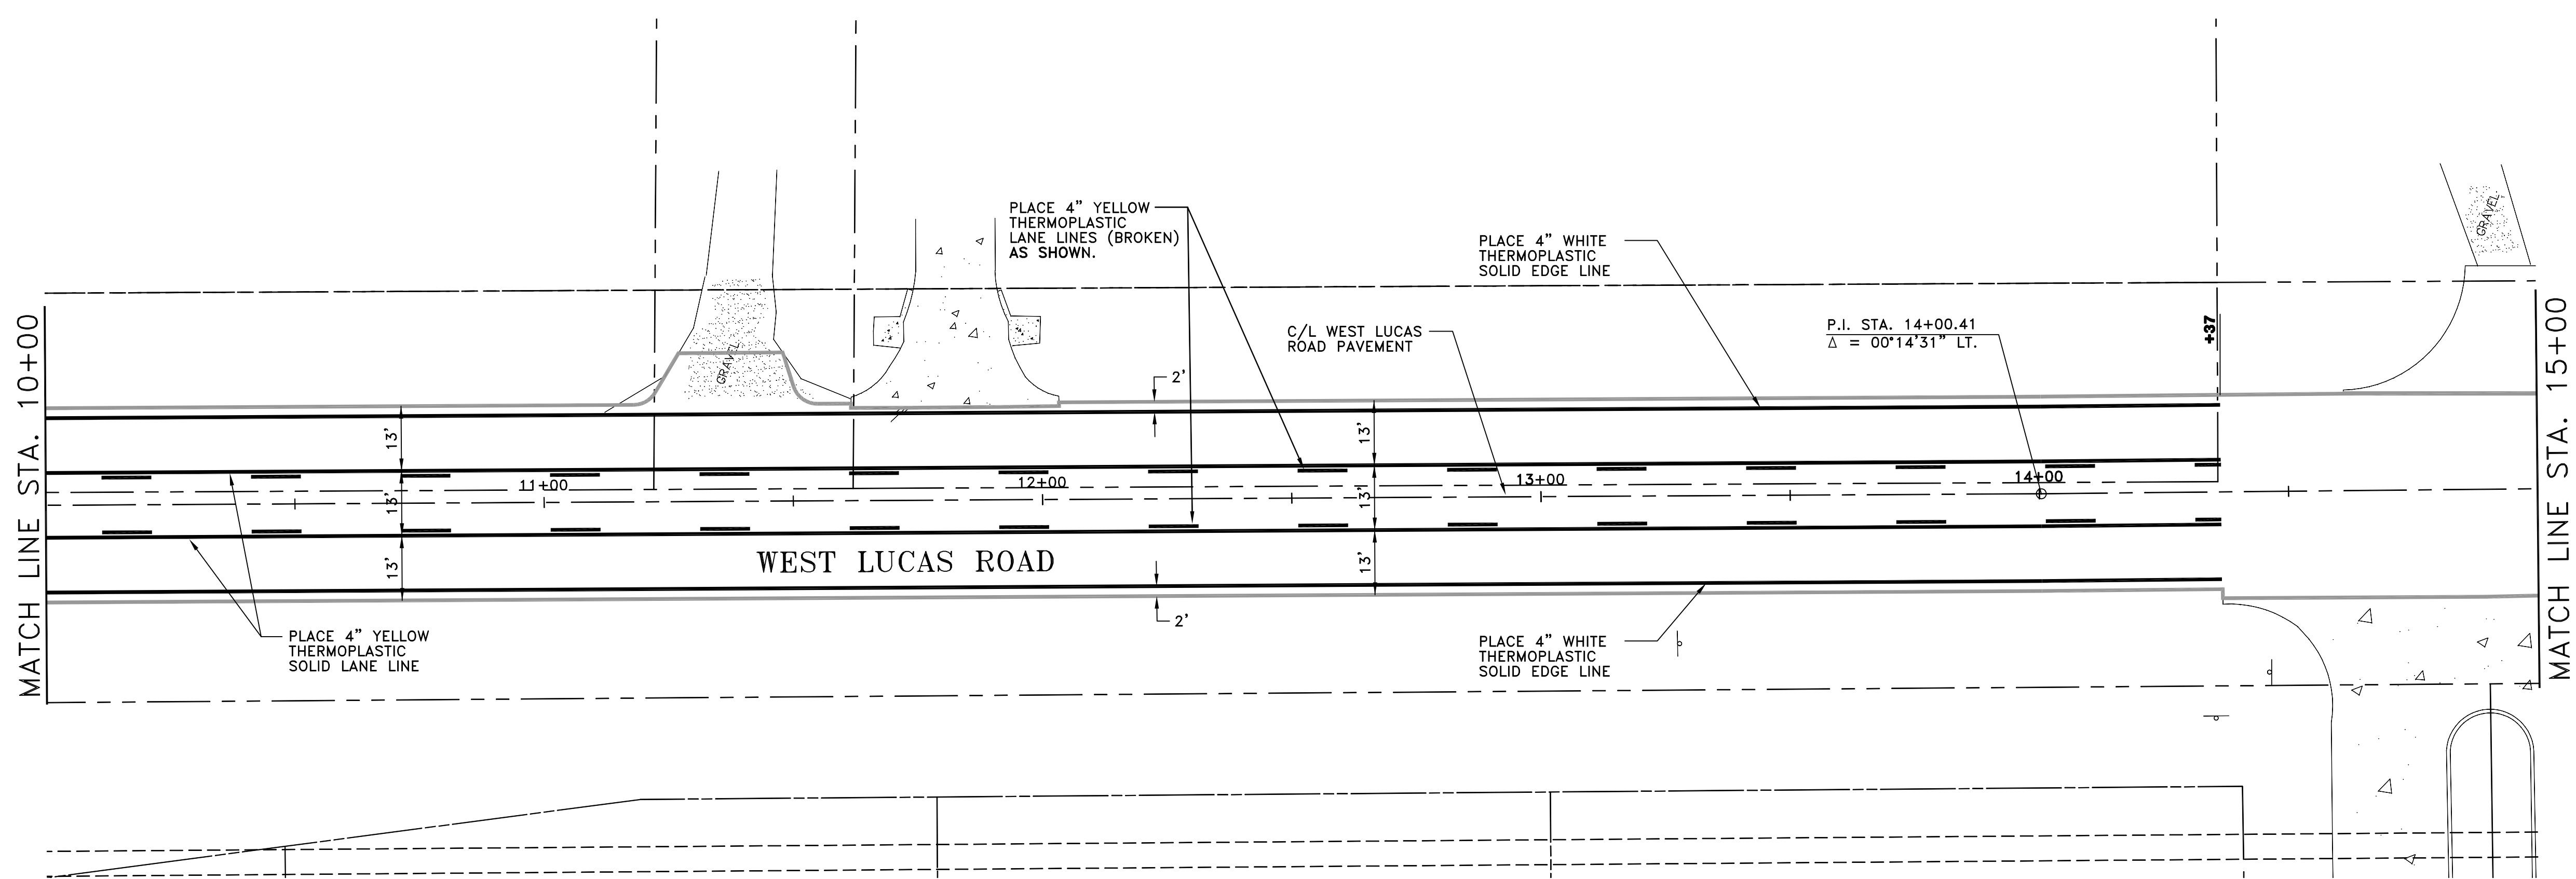 MATCH LINE STA. 10+00
PLACE 4” YELLOW
THERMOPLASTIC
LANE LINES (BROKEN)
AS SHOWN.
PLACE 4” WHITE
THERMOPLASTIC
SOLID EDGE LINE
C/L WEST LUCAS
ROAD PAVEMENT
P.I. STA. 14+00.41
Δ = 00°14'31” LT.
+37
GRAVEL
GRAVEL
2'
13'
13'
13'
13'
13'
13'
11+00
12+00
13+00
14+00
WEST LUCAS ROAD
2'
PLACE 4” YELLOW
THERMOPLASTIC
SOLID LANE LINE
PLACE 4” WHITE
THERMOPLASTIC
SOLID EDGE LINE
MATCH LINE STA. 15+00